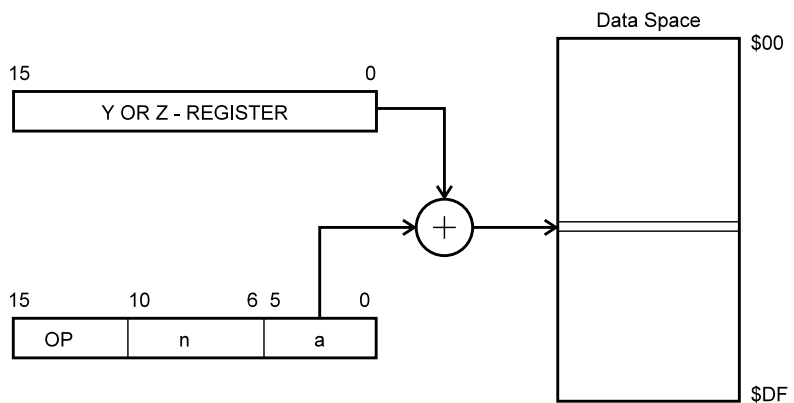 Data Space
$00
15 0
Y OR Z - REGISTER
+
15 10 6 5 0
OP n a
$DF